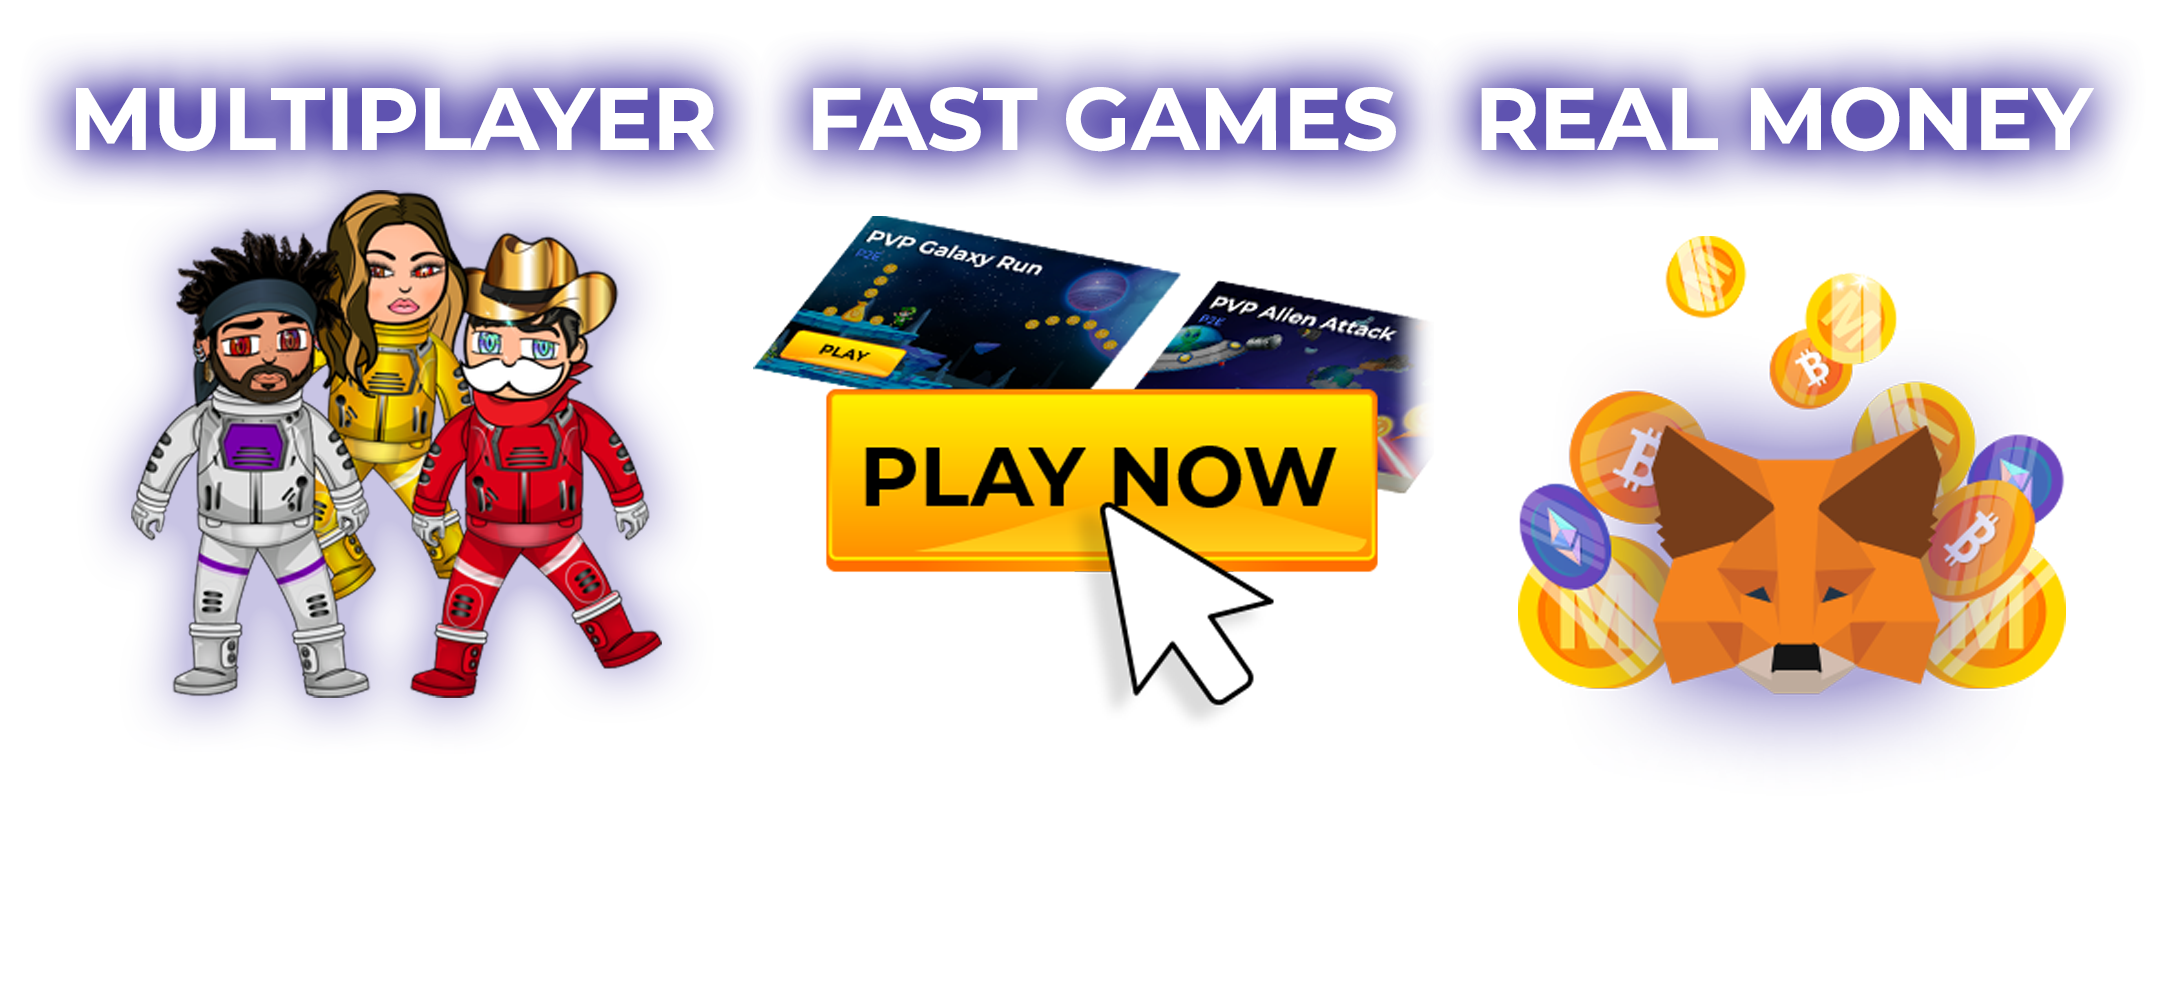 MULTIPLAYER
FAST GAMES
REAL MONEY
PVP Galaxy Run
P2E
PLAY
PVP Alien Attack
P2E
PLAY NOW
M
M
M
M